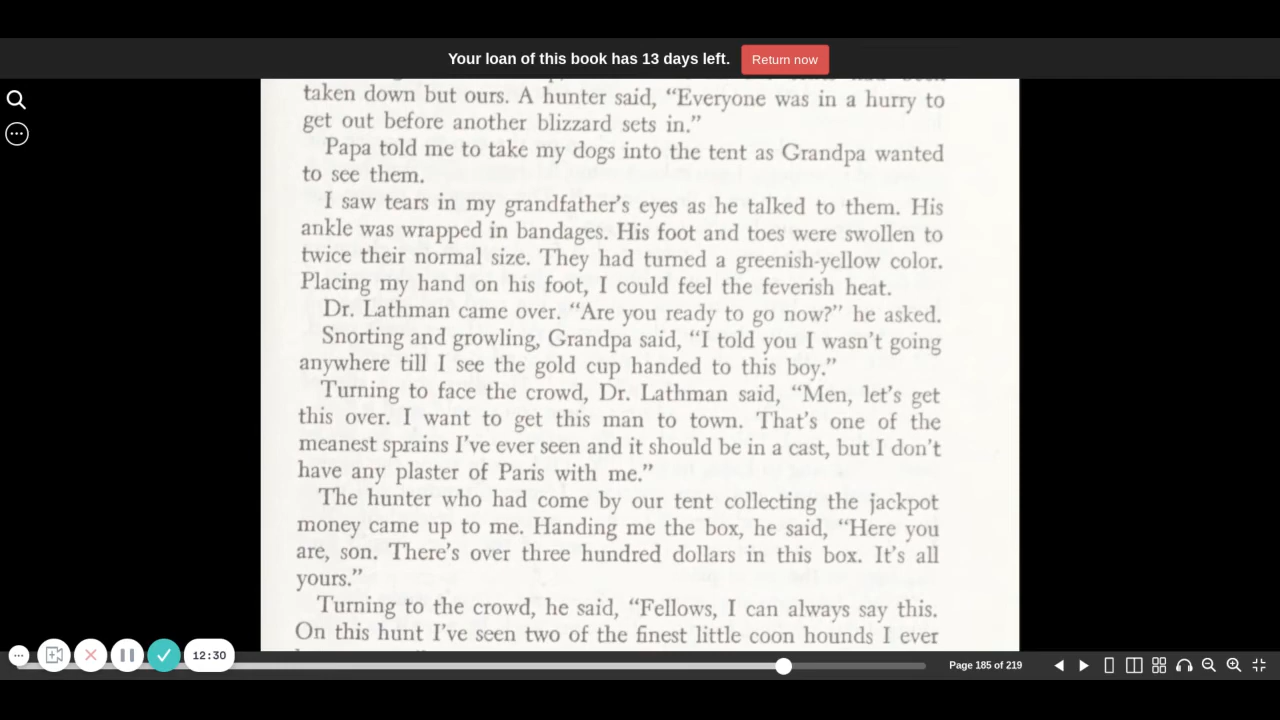 Your loan of this book has 13 days left. Return now
taken down but ours. A hunter said, “Everyone was in a hurry to
get out before another blizzard sets in.”
Papa told me to take my dogs into the tent as Grandpa wanted
to see them.
I saw tears in my grandfather’s eyes as he talked to them. His
ankle was wrapped in bandages. His foot and toes were swollen to
twice their normal size. They had turned a greenish-yellow color.
Placing my hand on his foot, I could feel the feverish heat.
Dr. Lathman came over. “Are you ready to go now?” he asked.
Snorting and growling, Grandpa said, “I told you I wasn’t going
anywhere till I see the gold cup handed to this boy.”
Turning to face the crowd, Dr. Lathman said, “Men, let’s get
this over. I want to get this man to town. That’s one of the
meanest sprains I’ve ever seen and it should be in a cast, but I don’t
have any plaster of Paris with me.”
The hunter who had come by our tent collecting the jackpot
money came up to me. Handing me the box, he said, “Here you
are, son. There’s over three hundred dollars in this box. It’s all
yours.”
Turning to the crowd, he said, “Fellows, I can always say this.
On this hunt I’ve seen two of the finest little coon hounds I ever
12:30
Page 185 of 219